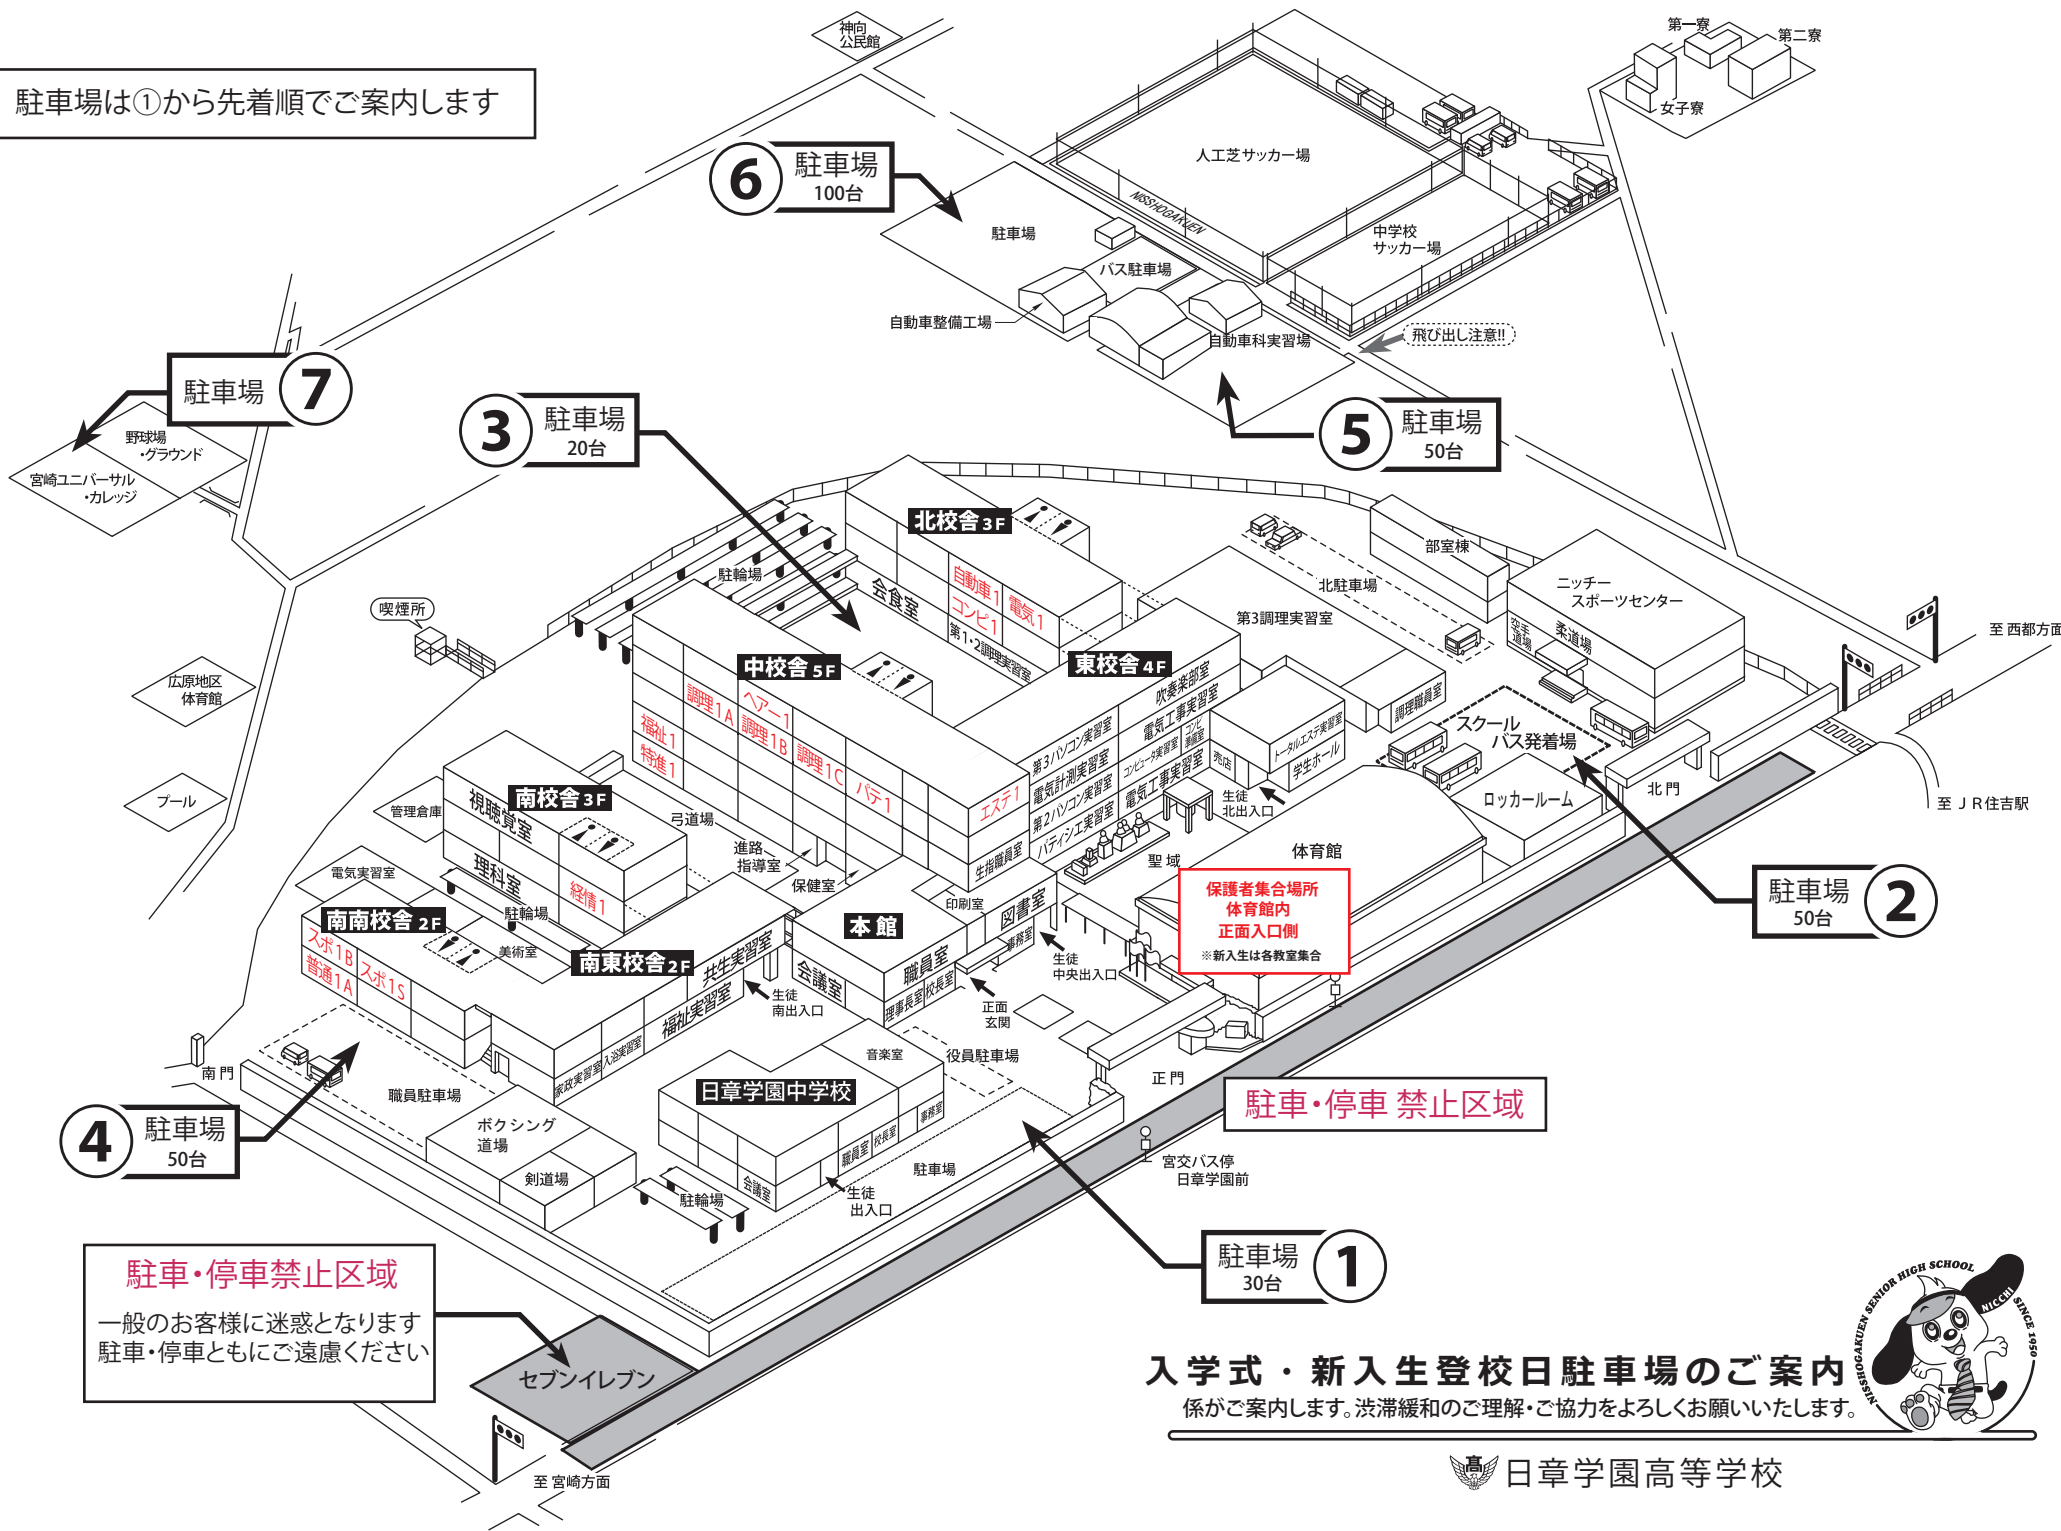 駐車場は①から先着順でご案内します
神向
公民館
第一寮
第二寮
女子寮
人工芝サッカー場
NISSHOGAKUEN
中学校
サッカー場
6
駐車場
100台
駐車場
バス駐車場
自動車整備工場
自動車科実習場
飛び出し注意!!
駐車場
7
野球場
・グラウンド
宮崎ユニバーサル
・カレッジ
3
駐車場
20台
5
駐車場
50台
北校舎3F
自動車1
電気1
コンピ1
会食室
第1・2調理実習室
駐輪場
喫煙所
北駐車場
部室棟
ニッチー
スポーツセンター
空手
道場
柔道場
至 西都方面
第3調理実習室
調理職員室
東校舎4F
吹奏楽部室
第3パソコン実習室
電気工事実習室
電気計測実習室
コンピュータ実習室
コンピ
準備室
第2パソコン実習室
電気工事実習室
パティシエ実習室
売店
トータルエステ実習室
学生ホール
生徒
北出入口
スクール
バス発着場
ロッカールーム
北門
至 JR住吉駅
中校舎5F
ヘアー1
調理1A
調理1B
調理1C
パテ1
エステ1
福祉1
特進1
生指職員室
広原地区
体育館
プール
管理倉庫
南校舎3F
視聴覚室
理科室
経情1
弓道場
進路
指導室
保健室
印刷室
図書室
事務室
聖域
体育館
保護者集合場所
体育館内
正面入口側
※新入生は各教室集合
駐車場
50台
2
電気実習室
南南校舎2F
スポ1B
スポ1S
普通1A
駐輪場
美術室
南東校舎2F
共生実習室
福祉実習室
家政実習室
入浴実習室
本館
会議室
職員室
理事長室
校長室
生徒
中央出入口
正面
玄関
生徒
南出入口
役員駐車場
南門
職員駐車場
4
駐車場
50台
ボクシング
道場
剣道場
音楽室
日章学園中学校
職員室
校長室
事務室
会議室
駐車場
駐輪場
生徒
出入口
正門
駐車・停車 禁止区域
宮交バス停
日章学園前
駐車場
30台
1
駐車・停車禁止区域
一般のお客様に迷惑となります
駐車・停車ともにご遠慮ください
セブンイレブン
至 宮崎方面
入学式・新入生登校日駐車場のご案内
係がご案内します。渋滞緩和のご理解・ご協力をよろしくお願いいたします。
NISSHOGAKUEN SENIOR HIGH SCHOOL SINCE 1950
NICCHI
高
日章学園高等学校